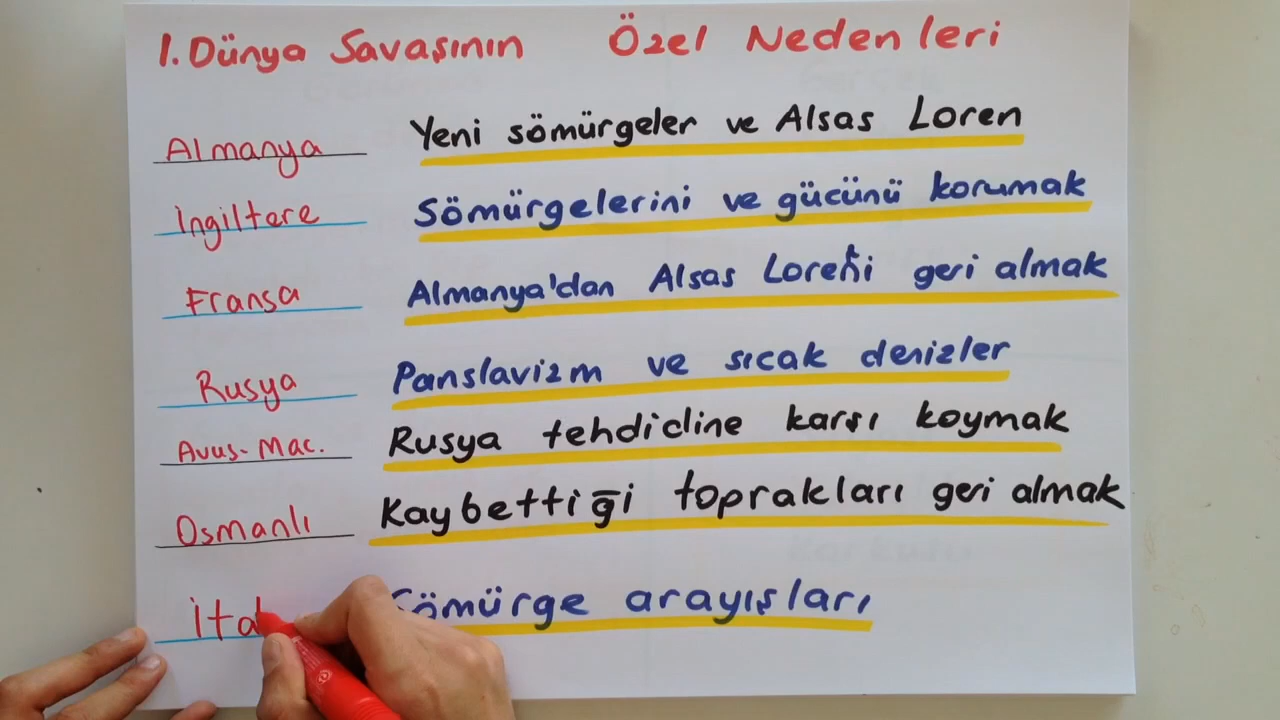 1. Dünya Savaşının Özel Nedenleri
Almanya Yeni sömürgeler ve Alsas Loren
İngiltere Sömürgelerini ve gücünü korumak
Fransa Almanya'dan Alsas Loreni geri almak
Rusya Panslavizm ve sıcak denizler
Avus-Mac. Rusya tehdidine karşı koymak
Osmanlı Kaybettiği toprakları geri almak
İtal Sömürge arayışları